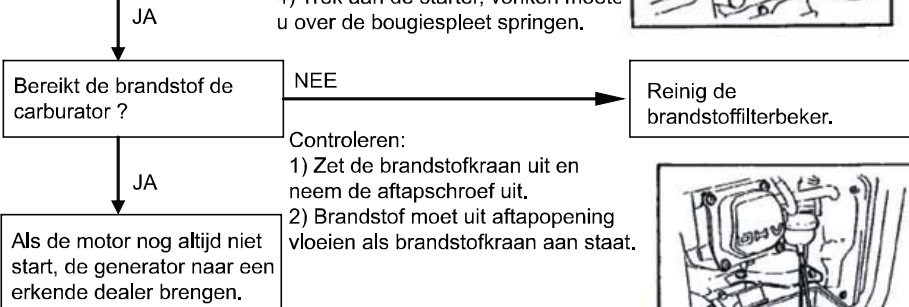 JA
u over de bougiespleet springen.
Bereikt de brandstof de
carburator ?
NEE
Reinig de
brandstoffilterbeker.
Controleren:
1) Zet de brandstofkraan uit en
neem de aftapschroef uit.
2) Brandstof moet uit aftapopening
vloeien als brandstofkraan aan staat.
JA
Als de motor nog altijd niet
start, de generator naar een
erkende dealer brengen.
OHV